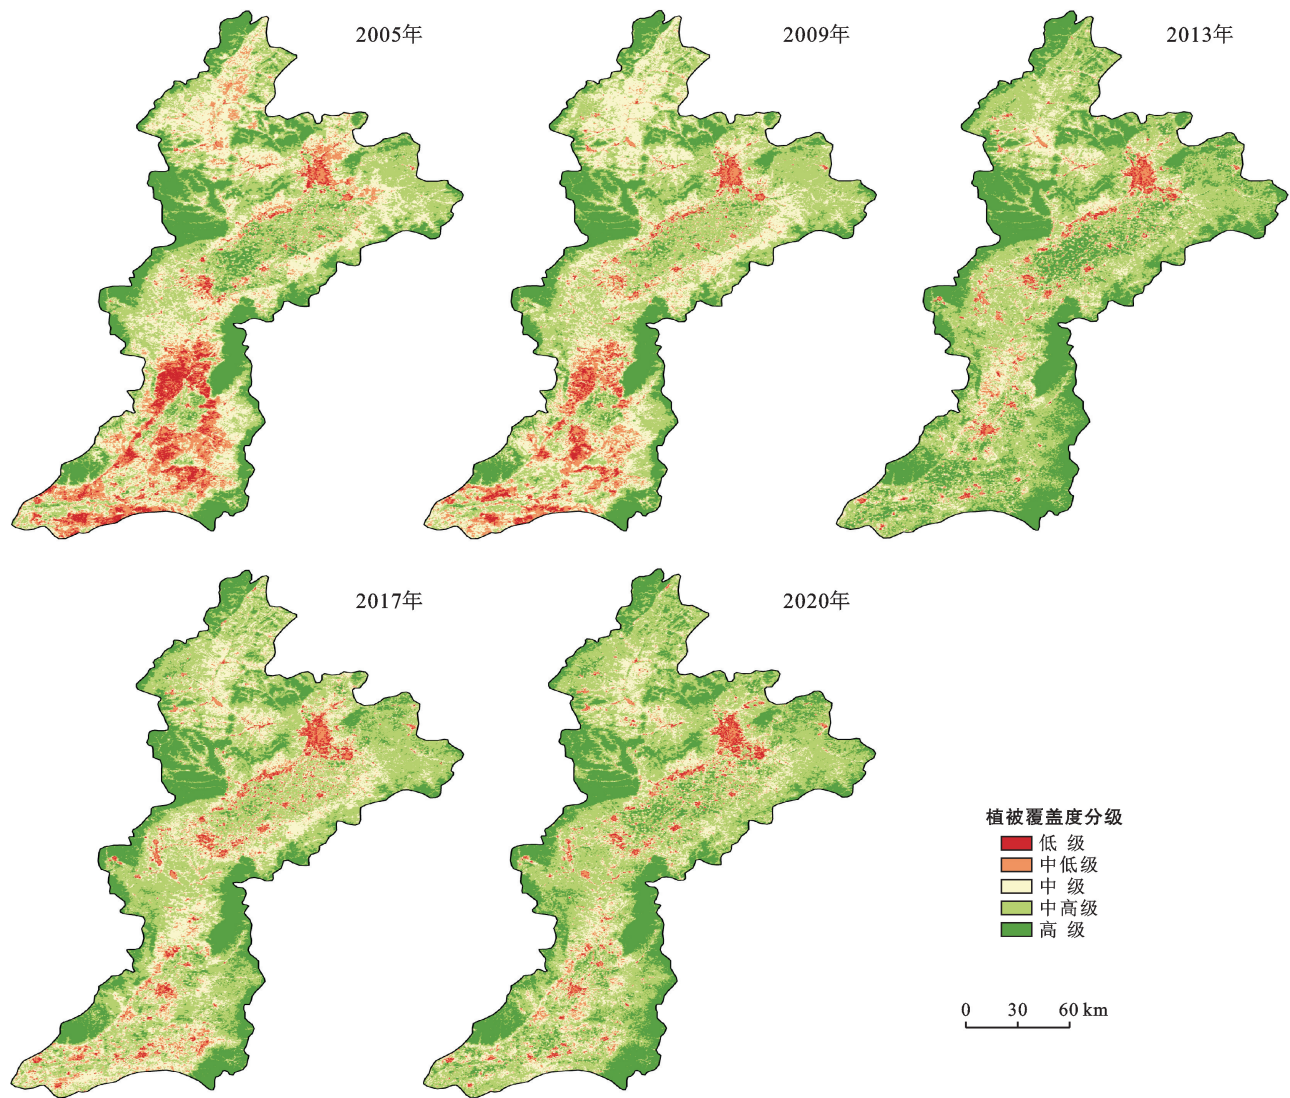 2005年
2009年
2013年
2017年
2020年
植被覆盖度分级
低 级
中低级
中 级
中高级
高 级
0 30 60 km